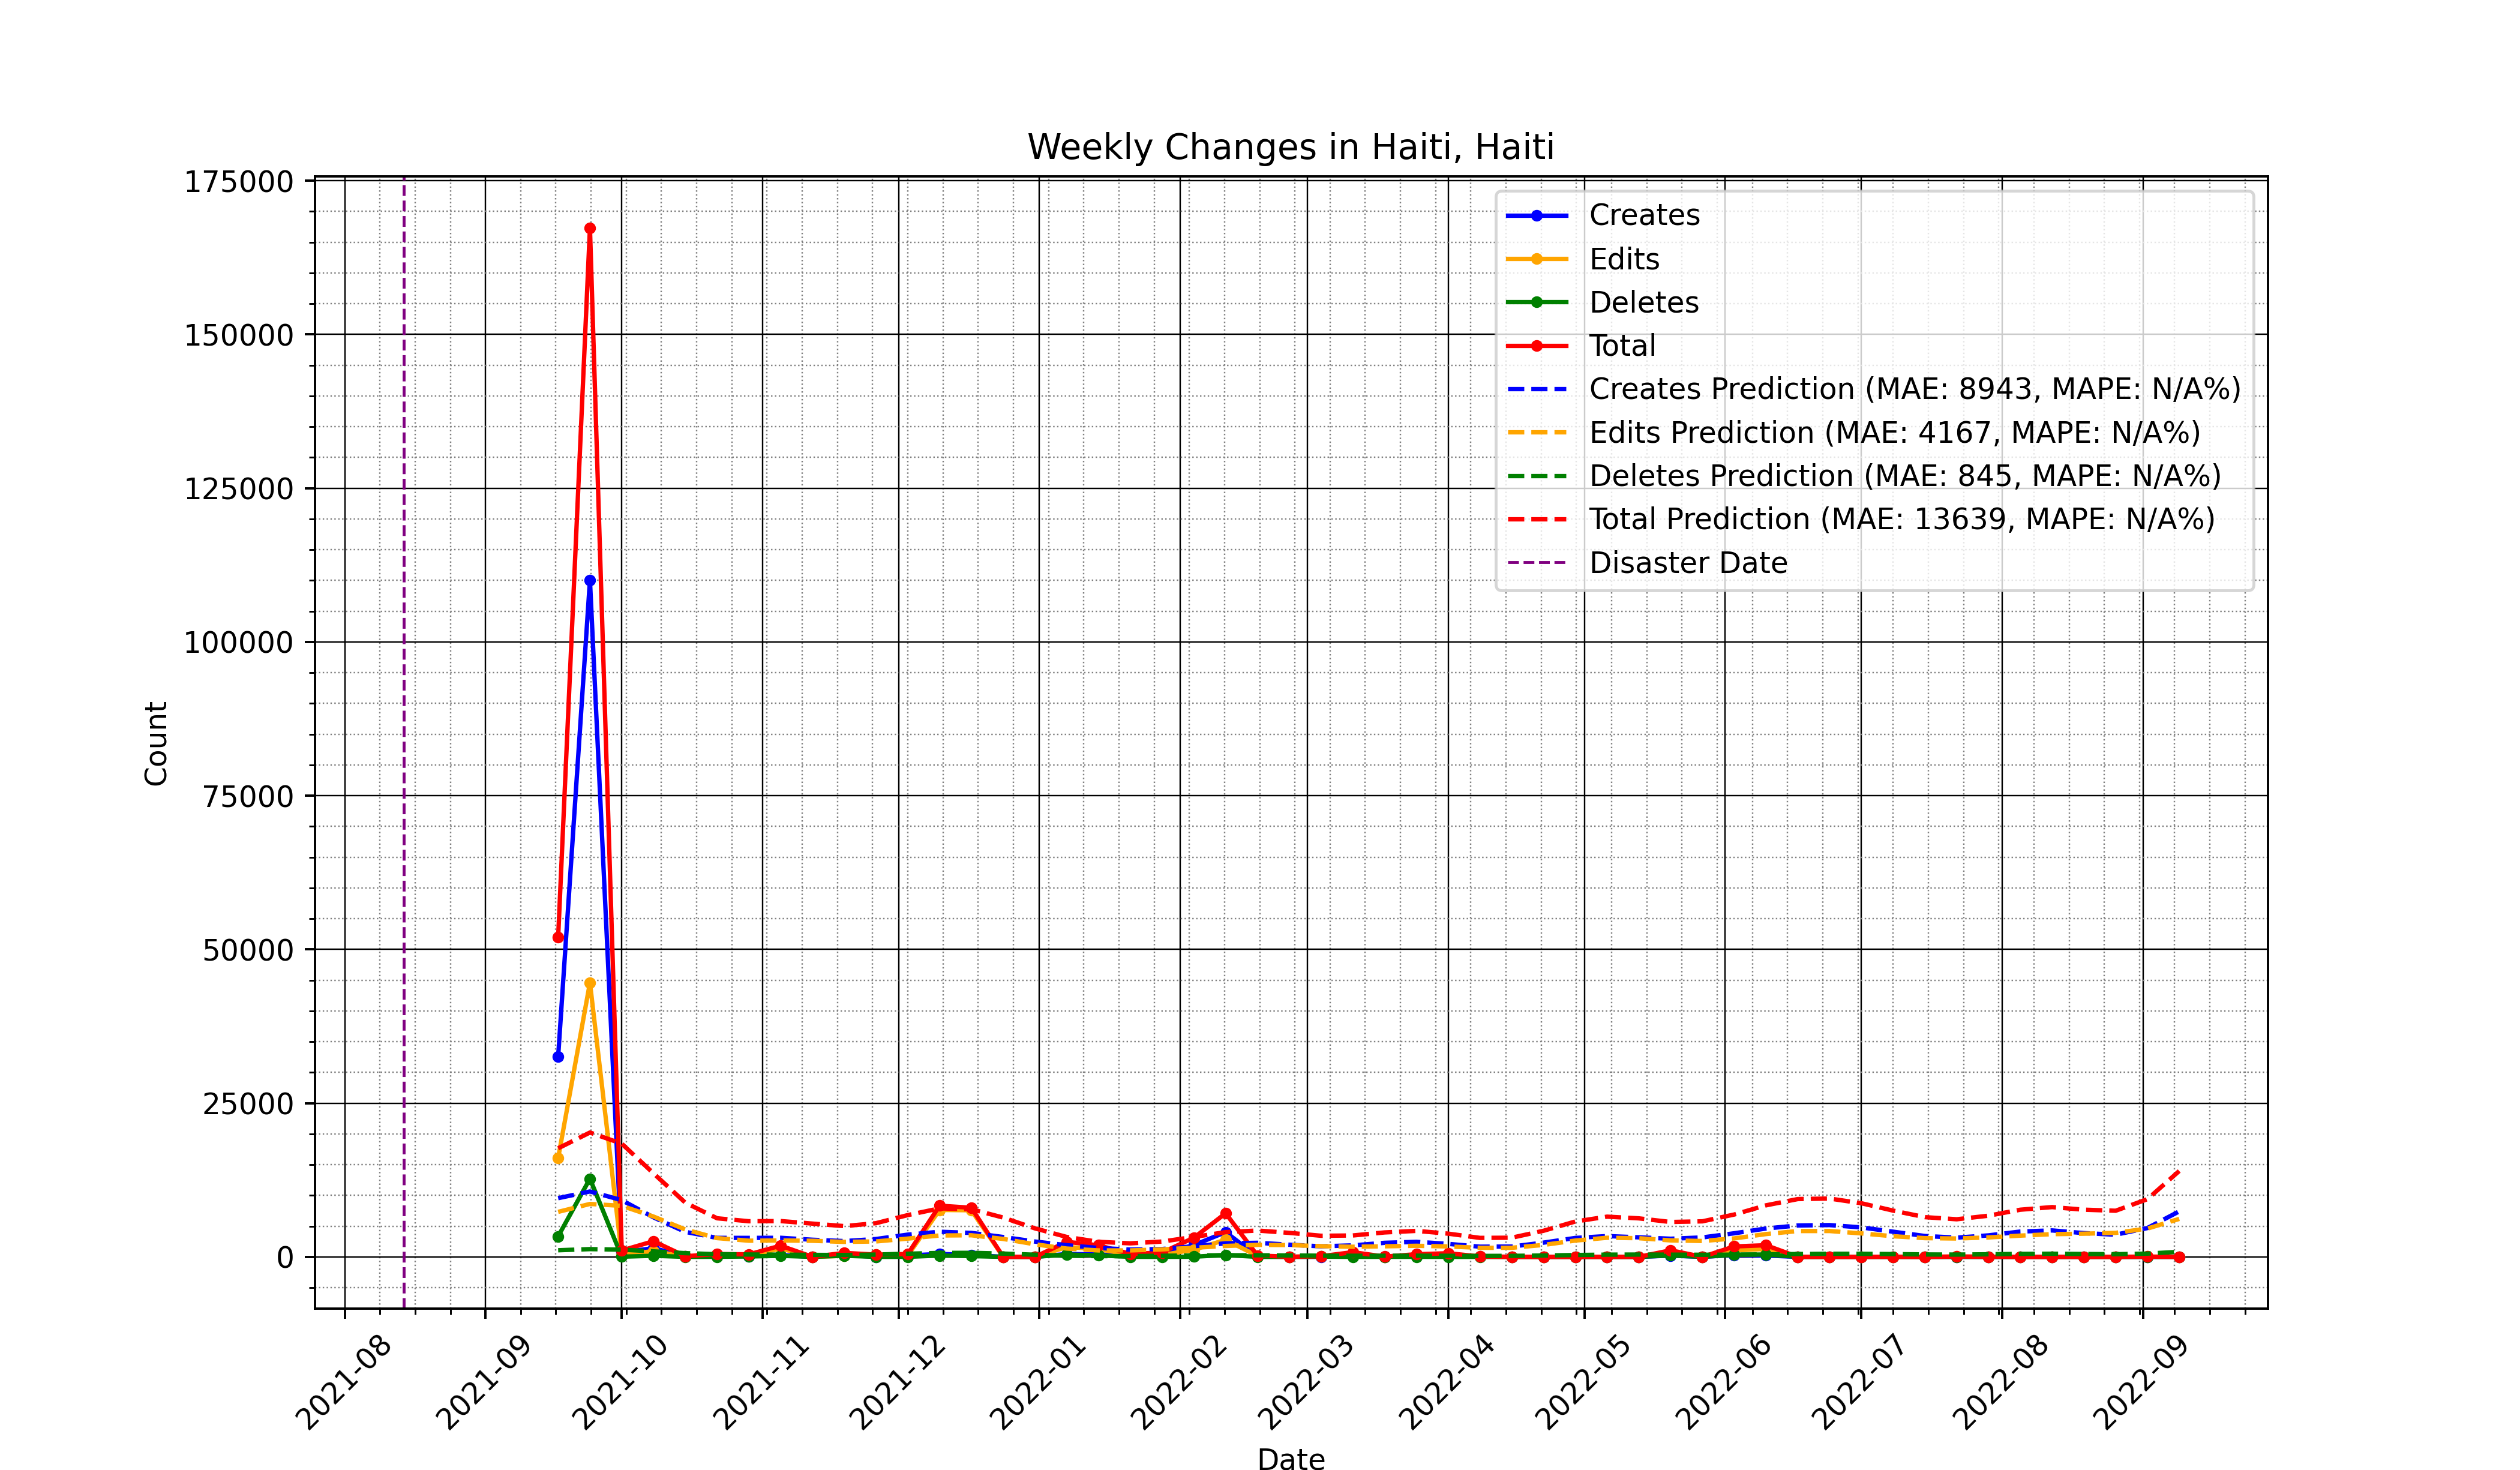 Weekly Changes in Haiti, Haiti
175000
150000
125000
100000
75000
50000
25000
0
Count
Creates
Edits
Deletes
Total
Creates Prediction (MAE: 8943, MAPE: N/A%)
Edits Prediction (MAE: 4167, MAPE: N/A%)
Deletes Prediction (MAE: 845, MAPE: N/A%)
Total Prediction (MAE: 13639, MAPE: N/A%)
Disaster Date
2021-08
2021-09
2021-10
2021-11
2021-12
2022-01
2022-02
2022-03
2022-04
2022-05
2022-06
2022-07
2022-08
2022-09
Date